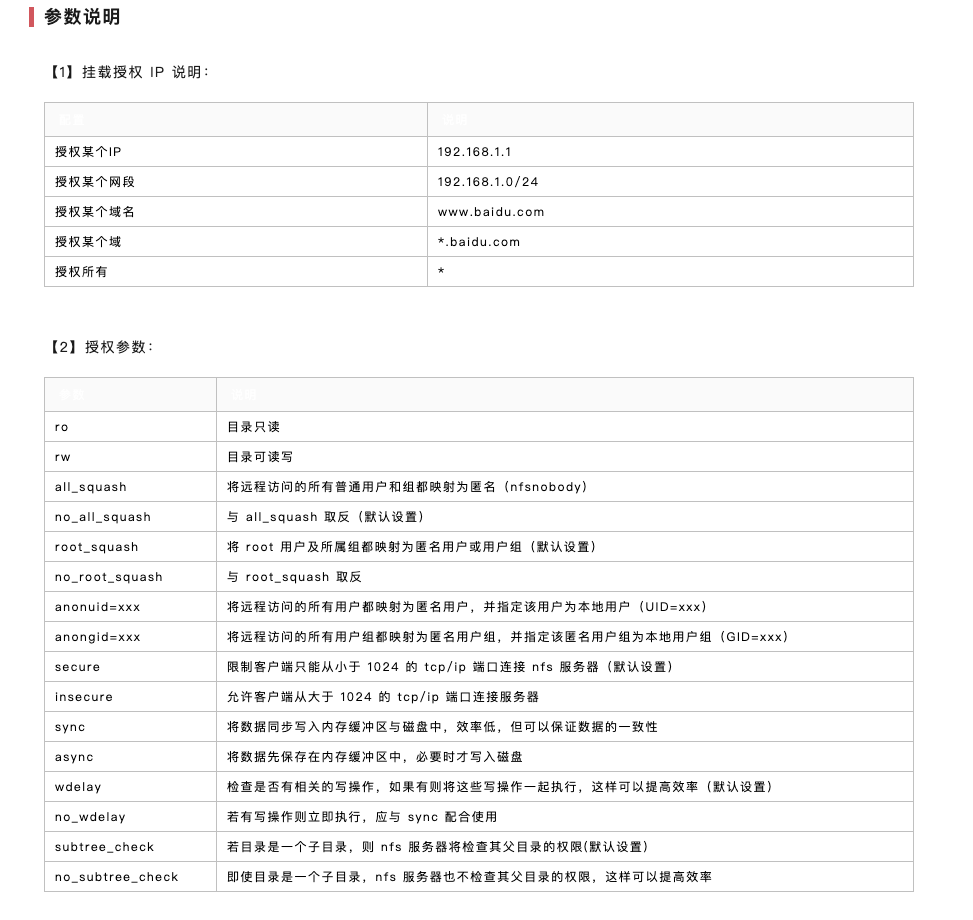 参数说明
【1】挂载授权 IP 说明：
配置 说明
授权某个IP 192.168.1.1
授权某个网段 192.168.1.0/24
授权某个域名 www.baidu.com
授权某个域 *.baidu.com
授权所有 *
【2】授权参数：
参数 说明
ro 目录只读
rw 目录可读写
all_squash 将远程访问的所有普通用户和组都映射为匿名（nfsnobody）
no_all_squash 与 all_squash 取反（默认设置）
root_squash 将 root 用户及所属组都映射为匿名用户或用户组（默认设置）
no_root_squash 与 root_squash 取反
anonuid=xxx 将远程访问的所有用户都映射为匿名用户，并指定该用户为本地用户（UID=xxx）
anongid=xxx 将远程访问的所有用户组都映射为匿名用户组，并指定该匿名用户组为本地用户组（GID=xxx）
secure 限制客户端只能从小于 1024 的 tcp/ip 端口连接 nfs 服务器（默认设置）
insecure 允许客户端从大于 1024 的 tcp/ip 端口连接服务器
sync 将数据同步写入内存缓冲区与磁盘中，效率低，但可以保证数据的一致性
async 将数据先保存在内存缓冲区中，必要时才写入磁盘
wdelay 检查是否有相关的写操作，如果有则将这些写操作一起执行，这样可以提高效率（默认设置）
no_wdelay 若有写操作则立即执行，应与 sync 配合使用
subtree_check 若目录是一个子目录，则 nfs 服务器将检查其父目录的权限(默认设置)
no_subtree_check 即使目录是一个子目录，nfs 服务器也不检查其父目录的权限，这样可以提高效率